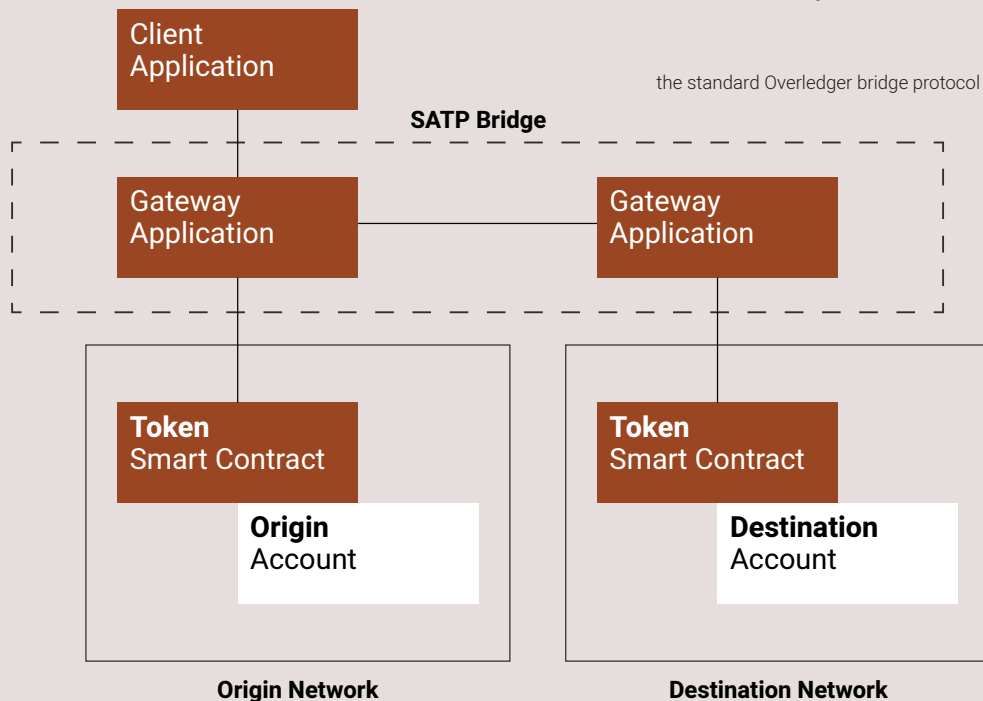 Client
Application
the standard Overledger bridge protocol
SATP Bridge
Gateway
Application
Gateway
Application
Token
Smart Contract
Origin
Account
Token
Smart Contract
Destination
Account
Origin Network
Destination Network